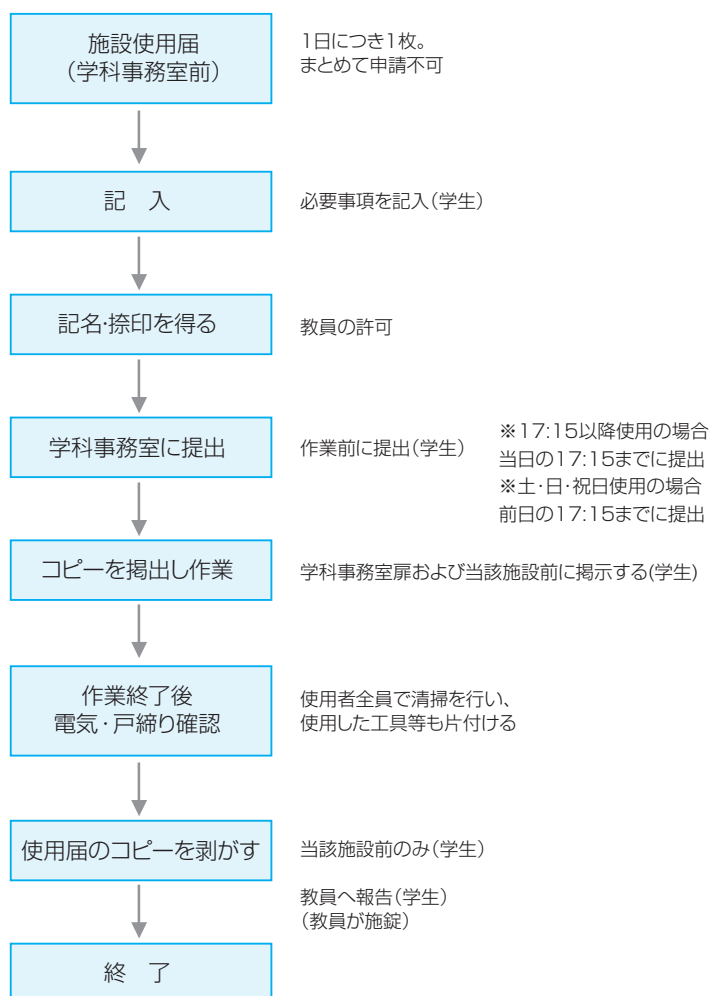 施設使用届
（学科事務室前）
1日につき1枚。
まとめて申請不可
記　入
必要事項を記入（学生）
記名・捺印を得る
教員の許可
学科事務室に提出
作業前に提出（学生）
※17:15以降使用の場合
当日の17:15までに提出
※土・日・祝日使用の場合
前日の17:15までに提出
コピーを掲出し作業
学科事務室扉および当該施設前に掲示する(学生)
作業終了後
電気・戸締り確認
使用者全員で清掃を行い、
使用した工具等も片付ける
使用届のコピーを剥がす
当該施設前のみ（学生）
教員へ報告（学生）
（教員が施錠）
終　了